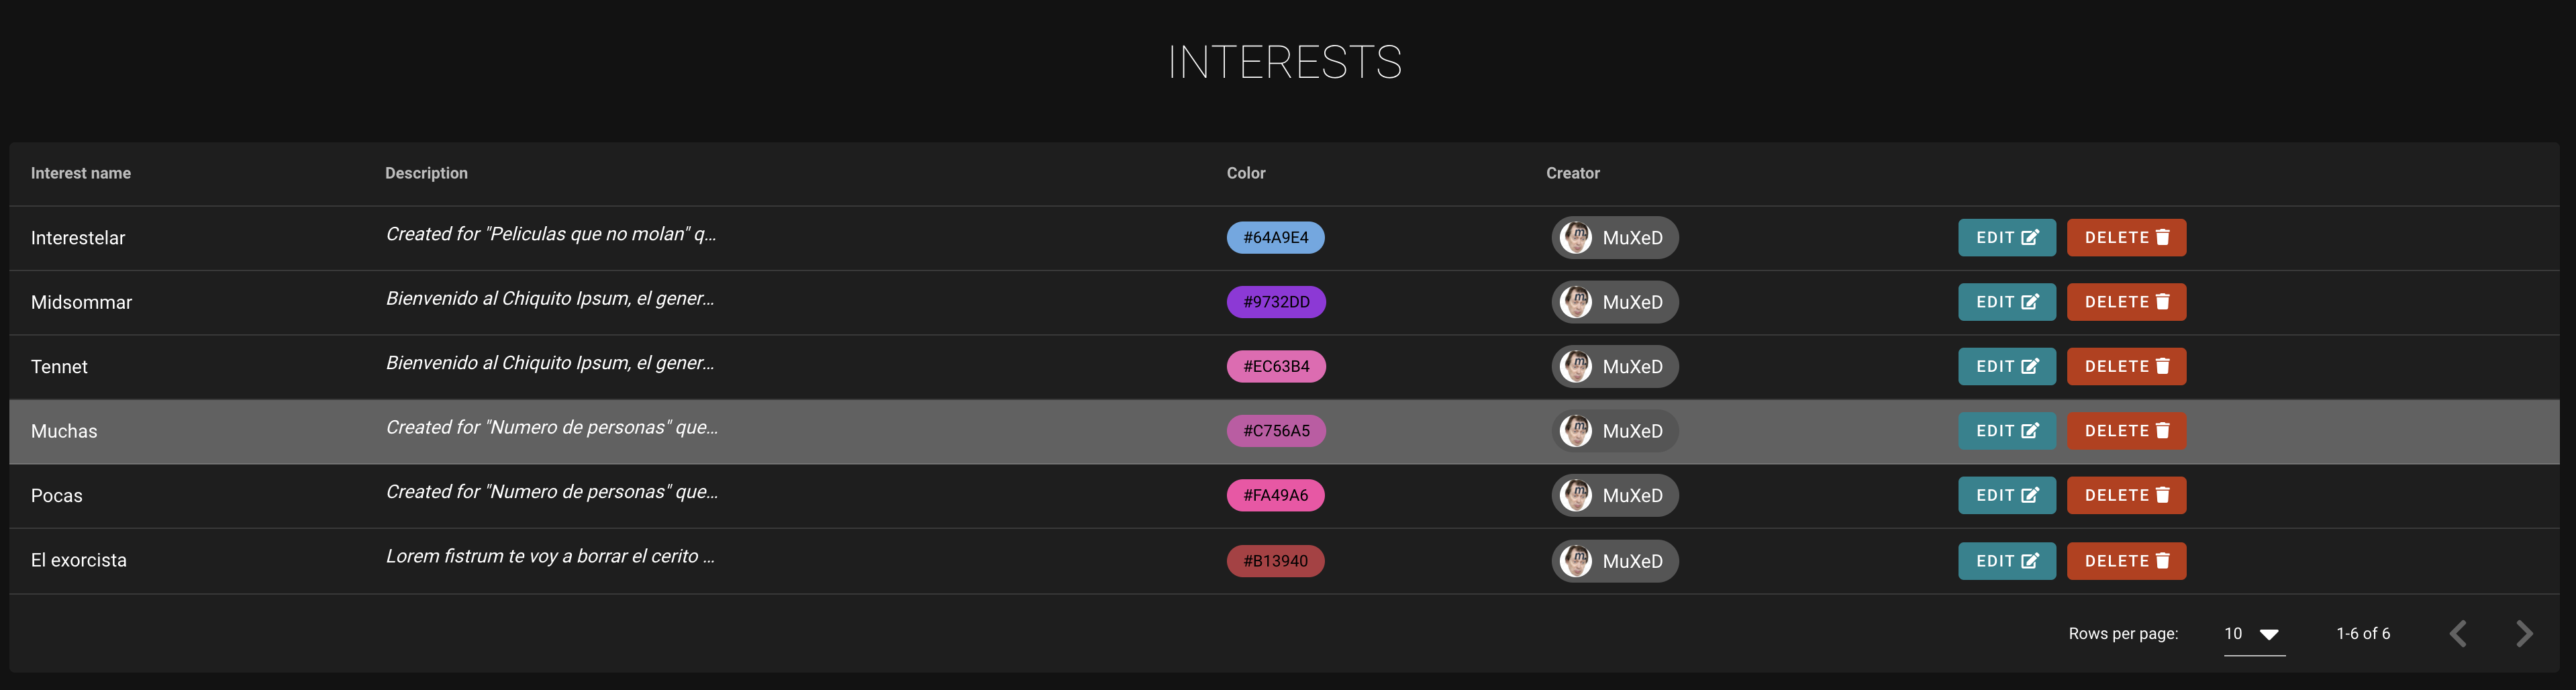 INTERESTS
Interest name Description Color Creator
Interestelar Created for "Peliculas que no molan" q... #64A9E4 MuXeD EDIT DELETE
Midsommar Bienvenido al Chiquito Ipsum, el gener... #9732DD MuXeD EDIT DELETE
Tennet Bienvenido al Chiquito Ipsum, el gener... #EC63B4 MuXeD EDIT DELETE
Muchas Created for "Numero de personas" que... #C756A5 MuXeD EDIT DELETE
Pocas Created for "Numero de personas" que... #FA49A6 MuXeD EDIT DELETE
El exorcista Lorem fistrum te voy a borrar el cerito ... #B13940 MuXeD EDIT DELETE
Rows per page: 10 1-6 of 6